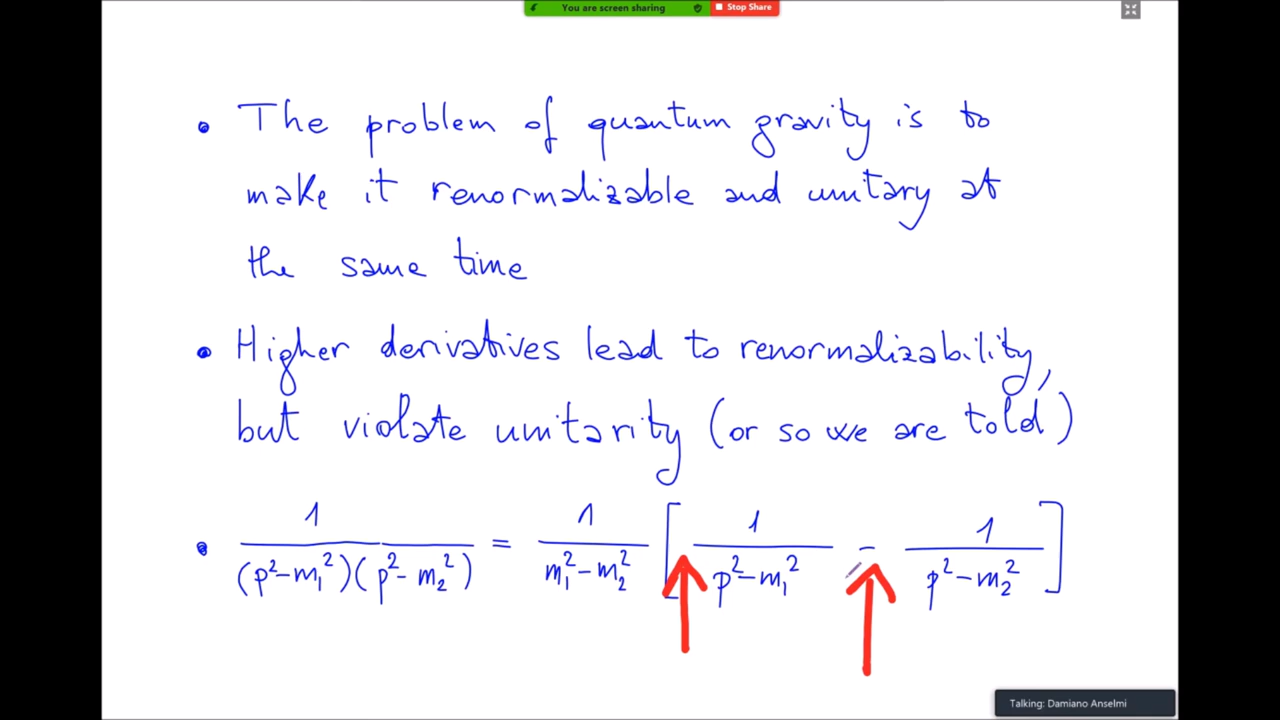 You are screen sharing Stop Share
• The problem of quantum gravity is to
make it renormalizable and unitary at
the same time
• Higher derivatives lead to renormalizability,
but violate unitarity (or so we are told)
• 1/((p²-m₁²)(p²-m₂²)) = 1/(m₁²-m₂²) [1/(p²-m₁²) - 1/(p²-m₂²)]
Talking: Damiano Anselmi